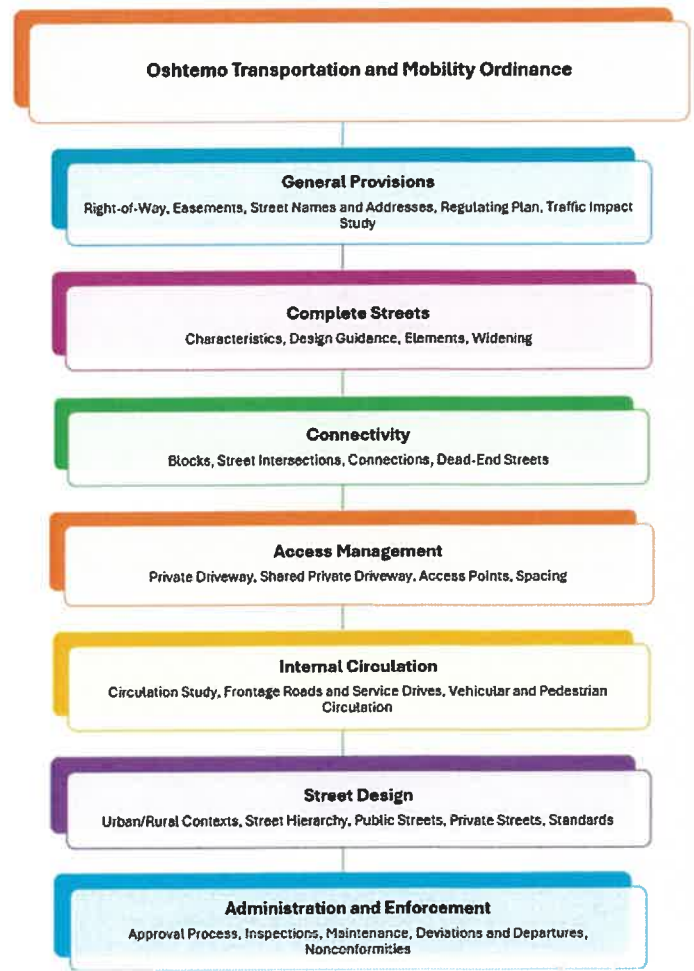 Oshtemo Transportation and Mobility Ordinance
General Provisions
Right-of-Way, Easements, Street Names and Addresses, Regulating Plan, Traffic Impact
Study
Complete Streets
Characteristics, Design Guidance, Elements, Widening
Connectivity
Blocks, Street Intersections, Connections, Dead-End Streets
Access Management
Private Driveway, Shared Private Driveway, Access Points, Spacing
Internal Circulation
Circulation Study, Frontage Roads and Service Drives, Vehicular and Pedestrian
Circulation
Street Design
Urban/Rural Contexts, Street Hierarchy, Public Streets, Private Streets, Standards
Administration and Enforcement
Approval Process, Inspections, Maintenance, Deviations and Departures,
Nonconformities